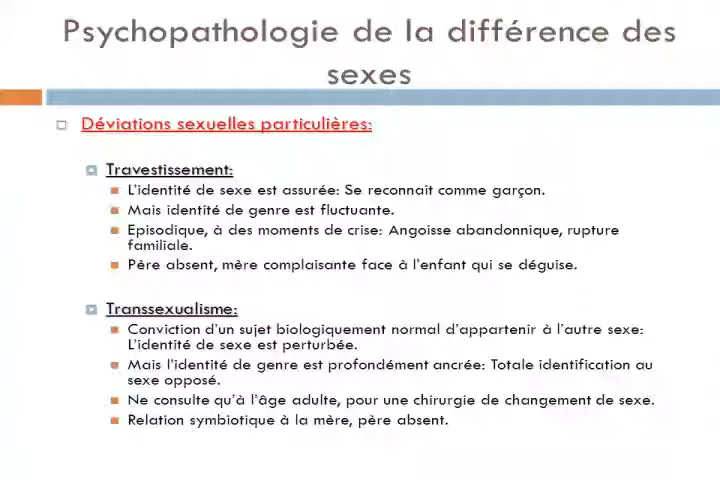 Psychopathologie de la différence des
sexes
Déviations sexuelles particulières:
Travestissement:
L'identité de sexe est assurée: Se reconnait comme garçon.
Mais identité de genre est fluctuante.
Episodique, à des moments de crise: Angoisse abandonnique, rupture
familiale.
Père absent, mère complaisante face à l'enfant qui se déguise.
Transsexualisme:
Conviction d'un sujet biologiquement normal d'appartenir à l'autre sexe:
L'identité de sexe est perturbée.
Mais l'identité de genre est profondément ancrée: Totale identification au
sexe opposé.
Ne consulte qu'à l'âge adulte, pour une chirurgie de changement de sexe.
Relation symbiotique à la mère, père absent.